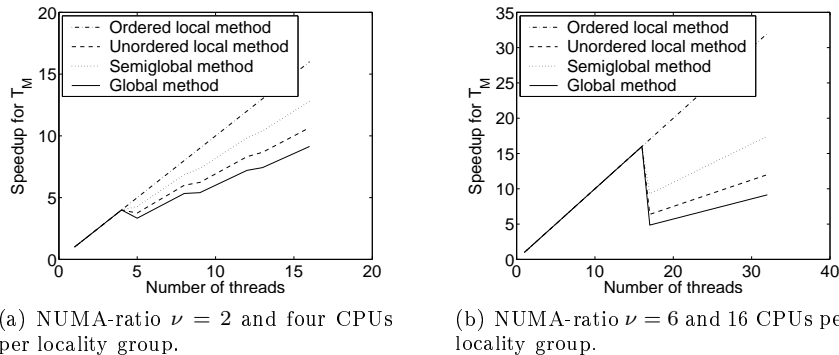 20
15
10
5
0
0 5 10 15 20
Speedup for T_M
Number of threads
Ordered local method
Unordered local method
Semiglobal method
Global method
(a) NUMA-ratio ν = 2 and four CPUs
per locality group.
35
30
25
20
15
10
5
0
0 10 20 30 40
Speedup for T_M
Number of threads
Ordered local method
Unordered local method
Semiglobal method
Global method
(b) NUMA-ratio ν = 6 and 16 CPUs pe
locality group.